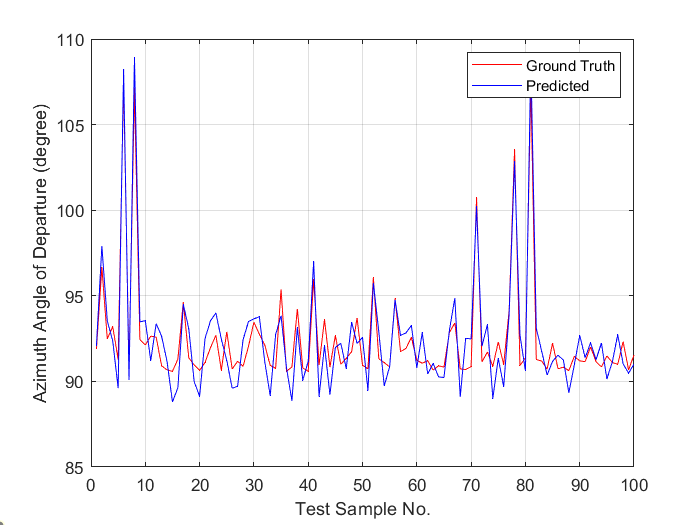 110
105
100
95
90
85
0 10 20 30 40 50 60 70 80 90 100
Azimuth Angle of Departure (degree)
Test Sample No.
Ground Truth
Predicted